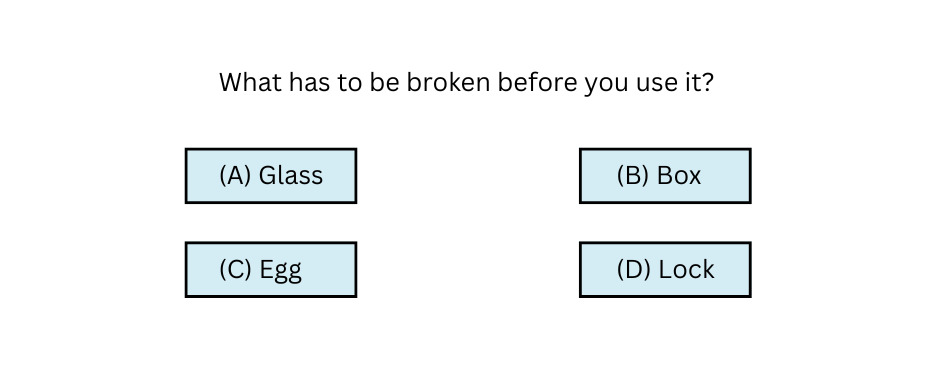 What has to be broken before you use it?
(A) Glass
(B) Box
(C) Egg
(D) Lock